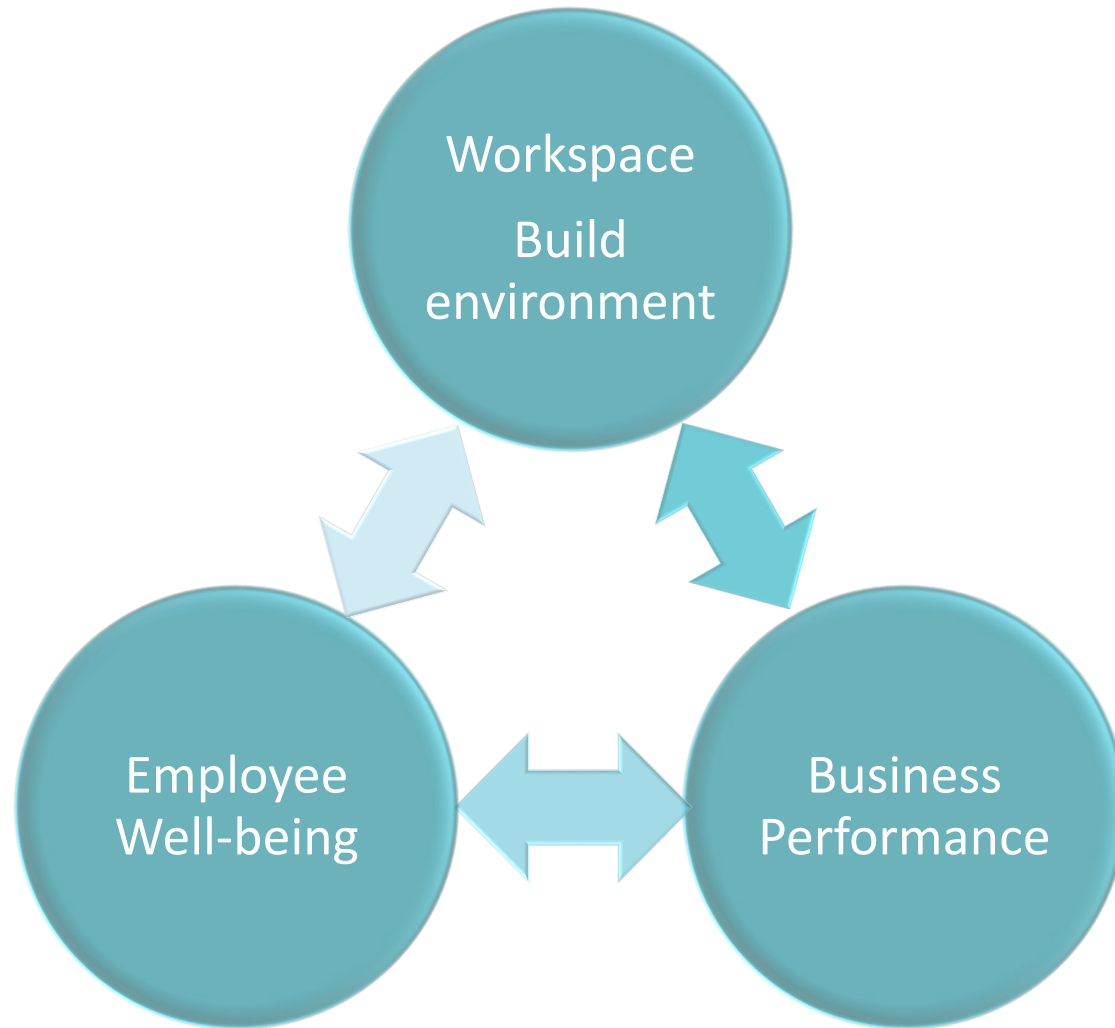 Workspace
Build
environment
Employee
Well-being
Business
Performance